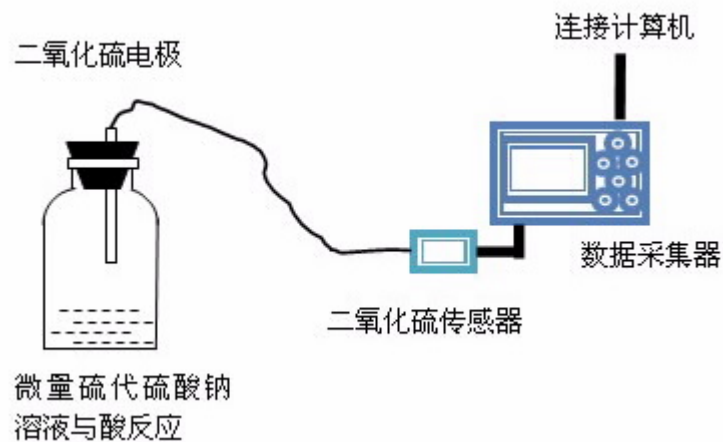 连接计算机
二氧化硫电极
数据采集器
二氧化硫传感器
微量硫代硫酸钠
溶液与酸反应